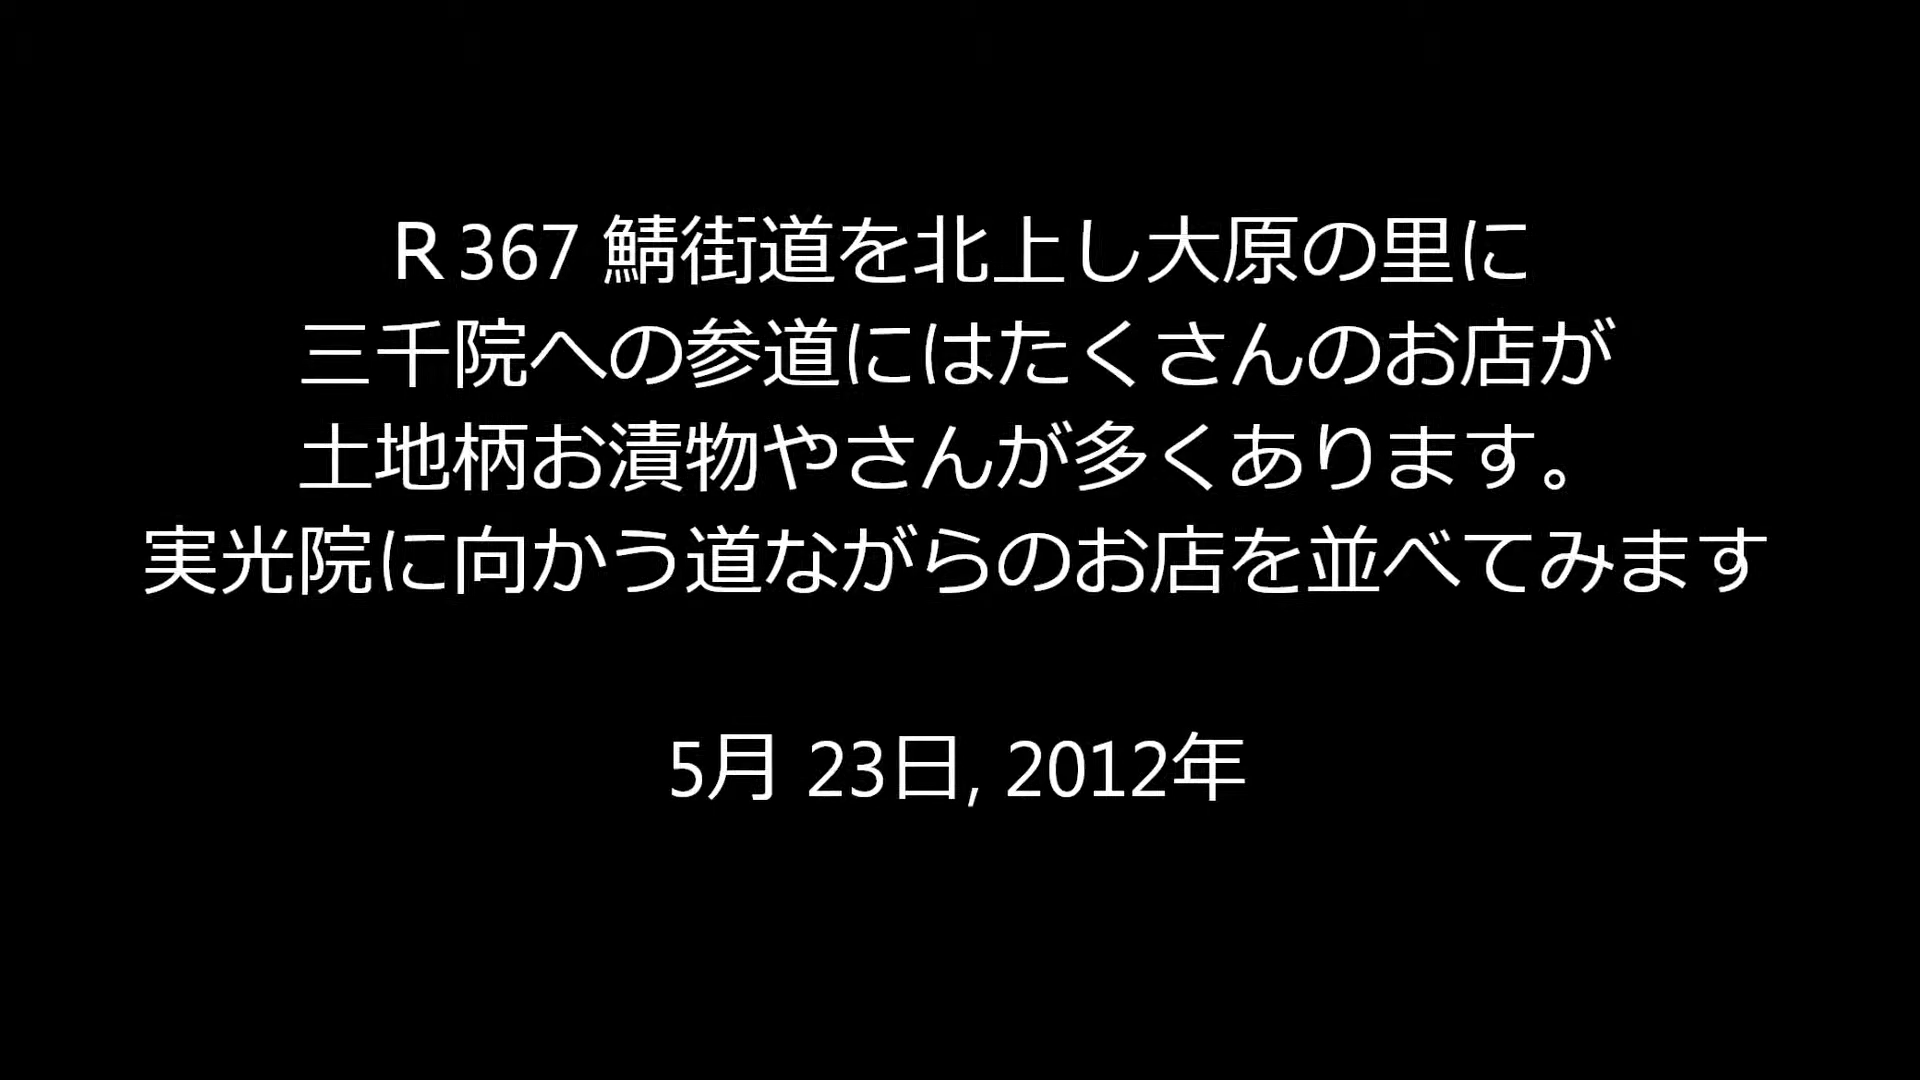 Ｒ367 鯖街道を北上し大原の里に
三千院への参道にはたくさんのお店が
土地柄お漬物やさんが多くあります。
実光院に向かう道ながらのお店を並べてみます
5月 23日, 2012年